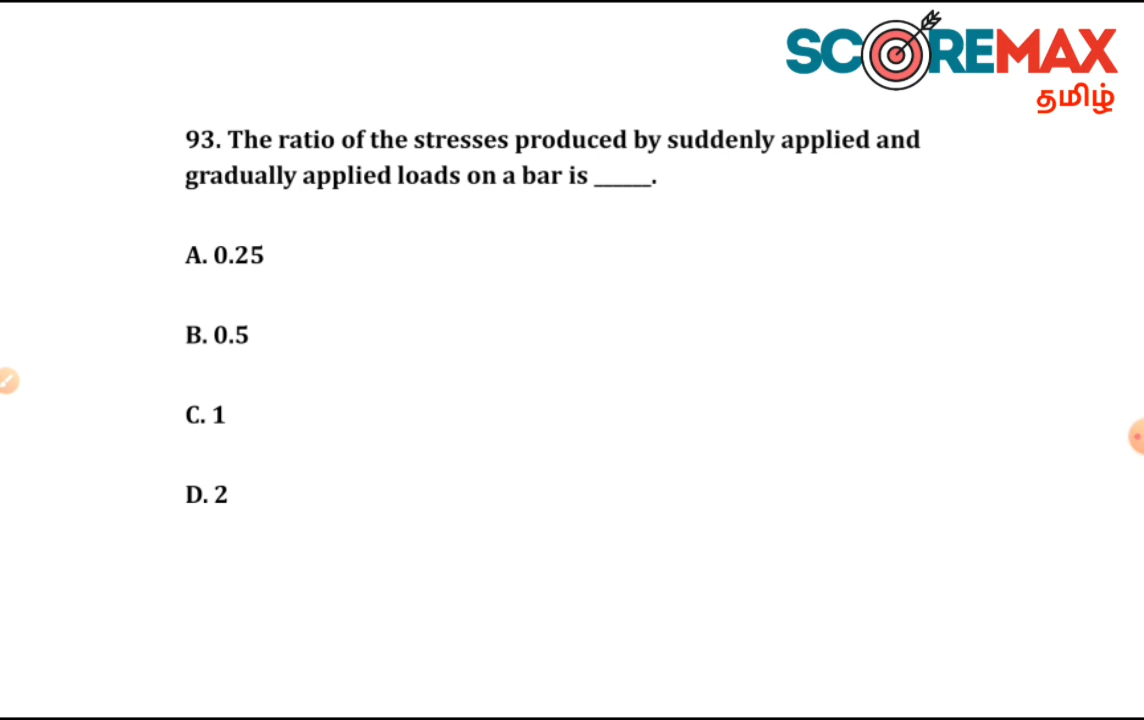 SCOREMAX
தமிழ்
93. The ratio of the stresses produced by suddenly applied and
gradually applied loads on a bar is ______.
A. 0.25
B. 0.5
C. 1
D. 2